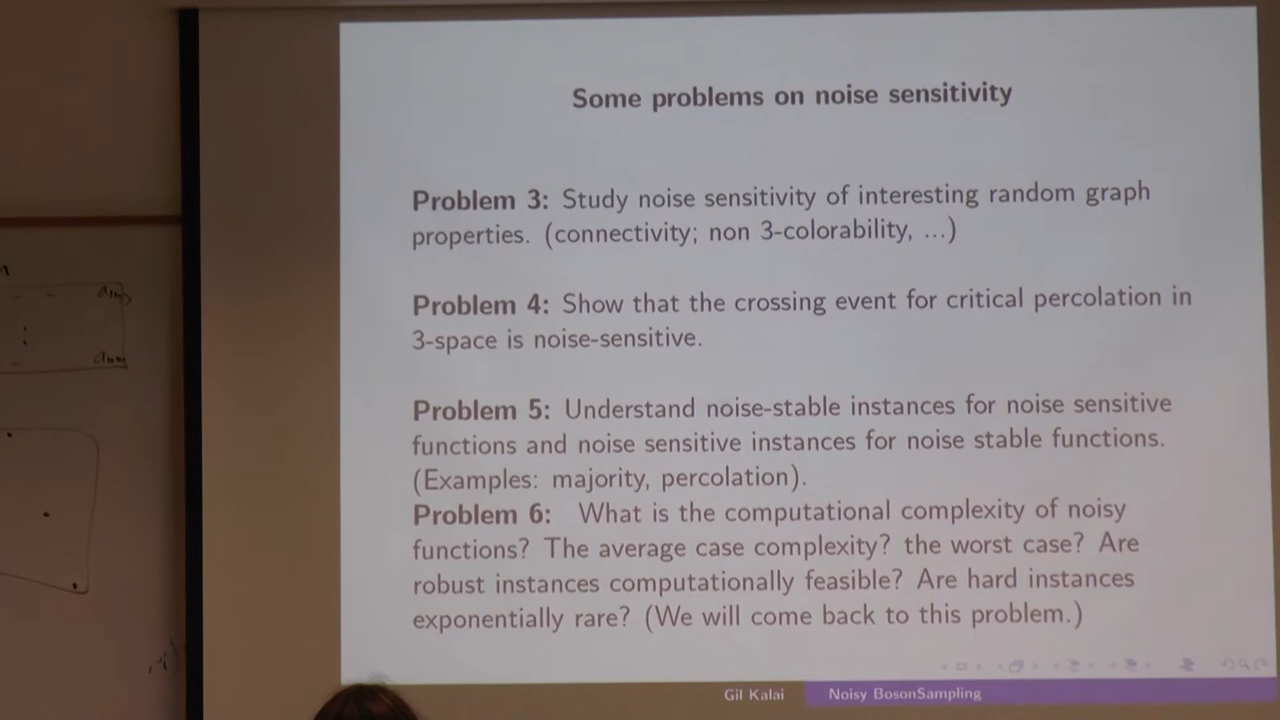 Some problems on noise sensitivity
Problem 3: Study noise sensitivity of interesting random graph
properties. (connectivity; non 3-colorability, ...)
Problem 4: Show that the crossing event for critical percolation in
3-space is noise-sensitive.
Problem 5: Understand noise-stable instances for noise sensitive
functions and noise sensitive instances for noise stable functions.
(Examples: majority, percolation).
Problem 6: What is the computational complexity of noisy
functions? The average case complexity? the worst case? Are
robust instances computationally feasible? Are hard instances
exponentially rare? (We will come back to this problem.)
Gil Kalai Noisy BosonSampling